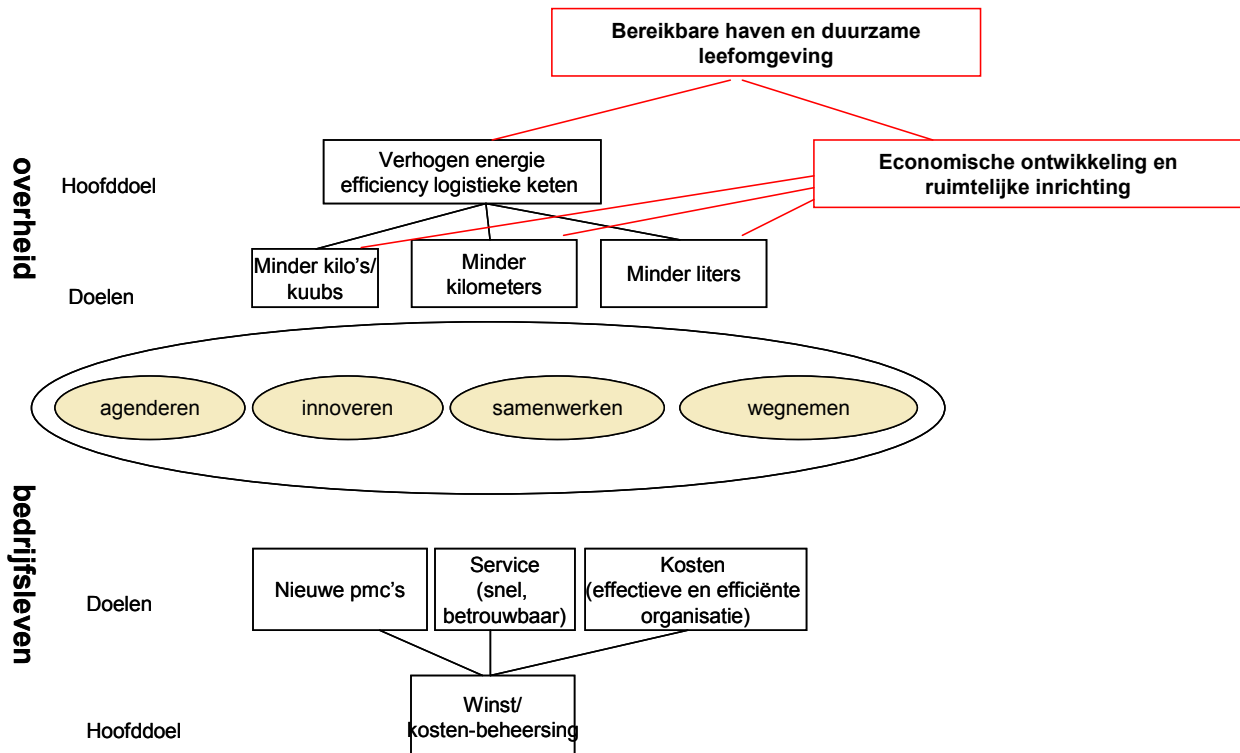 Bereikbare haven en duurzame
leefomgeving
overheid
Hoofddoel
Verhogen energie
efficiency logistieke keten
Economische ontwikkeling en
ruimtelijke inrichting
Doelen
Minder kilo's/
kuubs
Minder
kilometers
Minder liters
agenderen
innoveren
samenwerken
wegnemen
bedrijfsleven
Doelen
Nieuwe pmc's
Service
(snel,
betrouwbaar)
Kosten
(effectieve en efficiënte
organisatie)
Hoofddoel
Winst/
kosten-beheersing